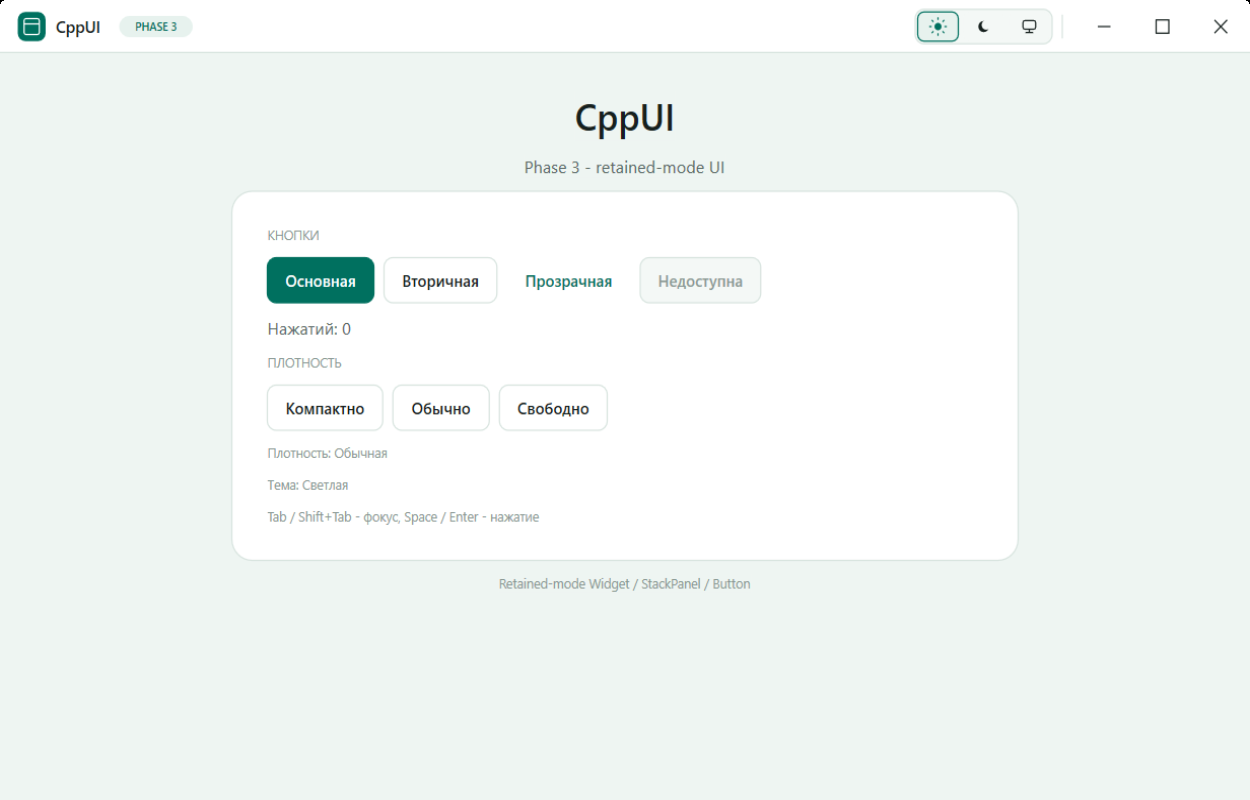 CppUI PHASE 3
CppUI
Phase 3 - retained-mode UI
КНОПКИ
Основная Вторичная Прозрачная Недоступна
Нажатий: 0
ПЛОТНОСТЬ
Компактно Обычно Свободно
Плотность: Обычная
Тема: Светлая
Tab / Shift+Tab - фокус, Space / Enter - нажатие
Retained-mode Widget / StackPanel / Button